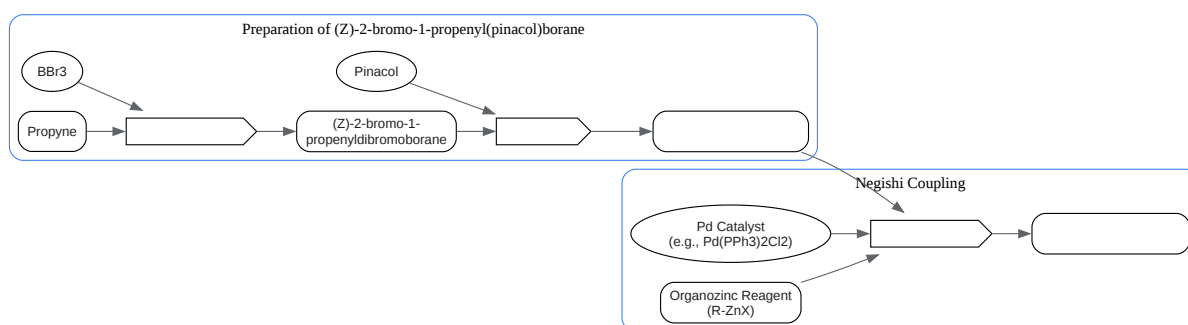 Preparation of (Z)-2-bromo-1-propenyl(pinacol)borane
BBr3
Pinacol
Propyne
(Z)-2-bromo-1-
propenyldibromoborane
Negishi Coupling
Pd Catalyst
(e.g., Pd(PPh3)2Cl2)
Organozinc Reagent
(R-ZnX)